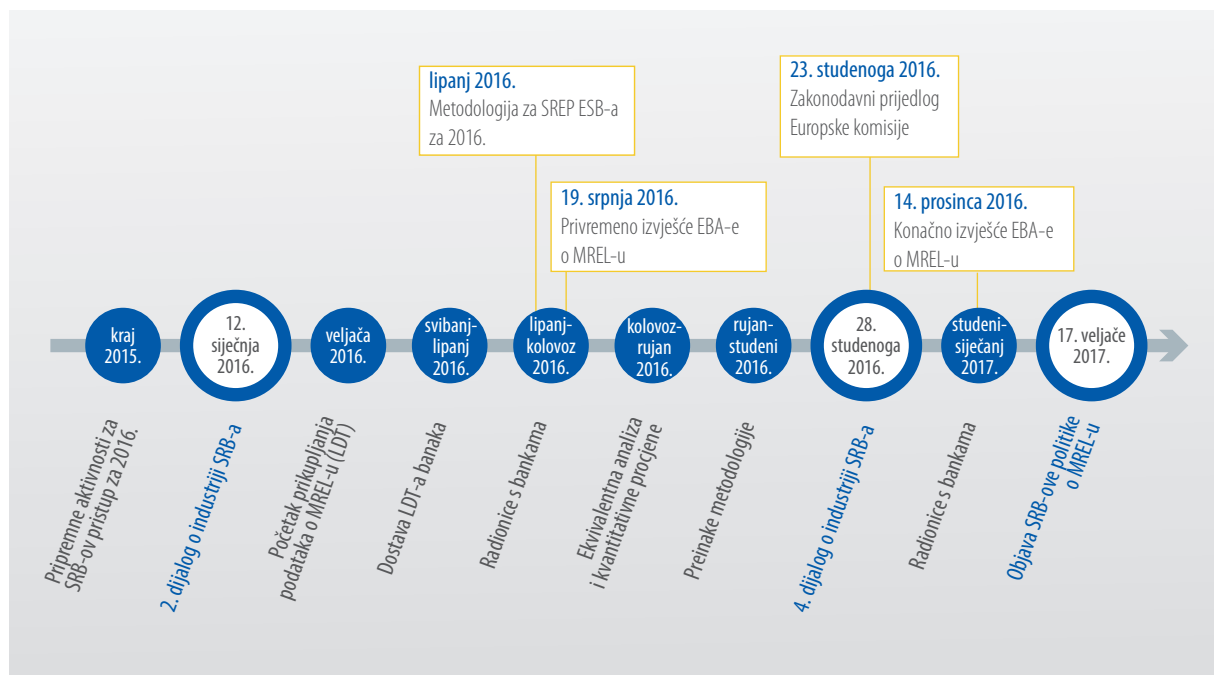 lipanj 2016.
Metodologija za SREP ESB-a
za 2016.
23. studenoga 2016.
Zakonodavni prijedlog
Europske komisije
19. srpnja 2016.
Privremeno izvješće EBA-e
o MREL-u
14. prosinca 2016.
Konačno izvješće EBA-e
o MREL-u
kraj
2015.
12.
siječnja
2016.
veljača
2016.
svibanj-
lipanj
2016.
lipanj-
kolovoz
2016.
kolovoz-
rujan
2016.
rujan-
studeni
2016.
28.
studenoga
2016.
studeni-
siječanj
2017.
17. veljače
2017.
Pripremne aktivnosti za
SRB-ov pristup za 2016.
2. dijalog o industriji SRB-a
Početak prikupljanja
podataka o MREL-u (LDT)
Dostava LDT-a banaka
Radionice s bankama
Ekvivalentna analiza
i kvantitativne procjene
Preinake metodologije
4. dijalog o industriji SRB-a
Radionice s bankama
Objava SRB-ove politike
o MREL-u